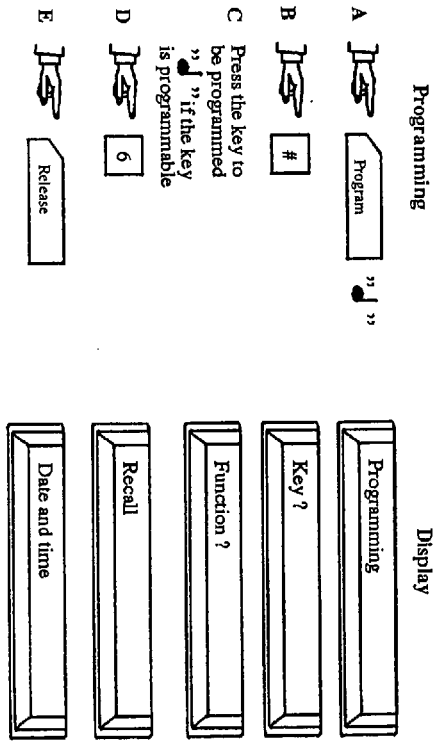 Programming
Display
A
Program
" "
Programming
B
#
Key ?
C
Press the key to
be programmed
" " if the key
is programmable
Function ?
D
6
Recall
E
Release
Date and time